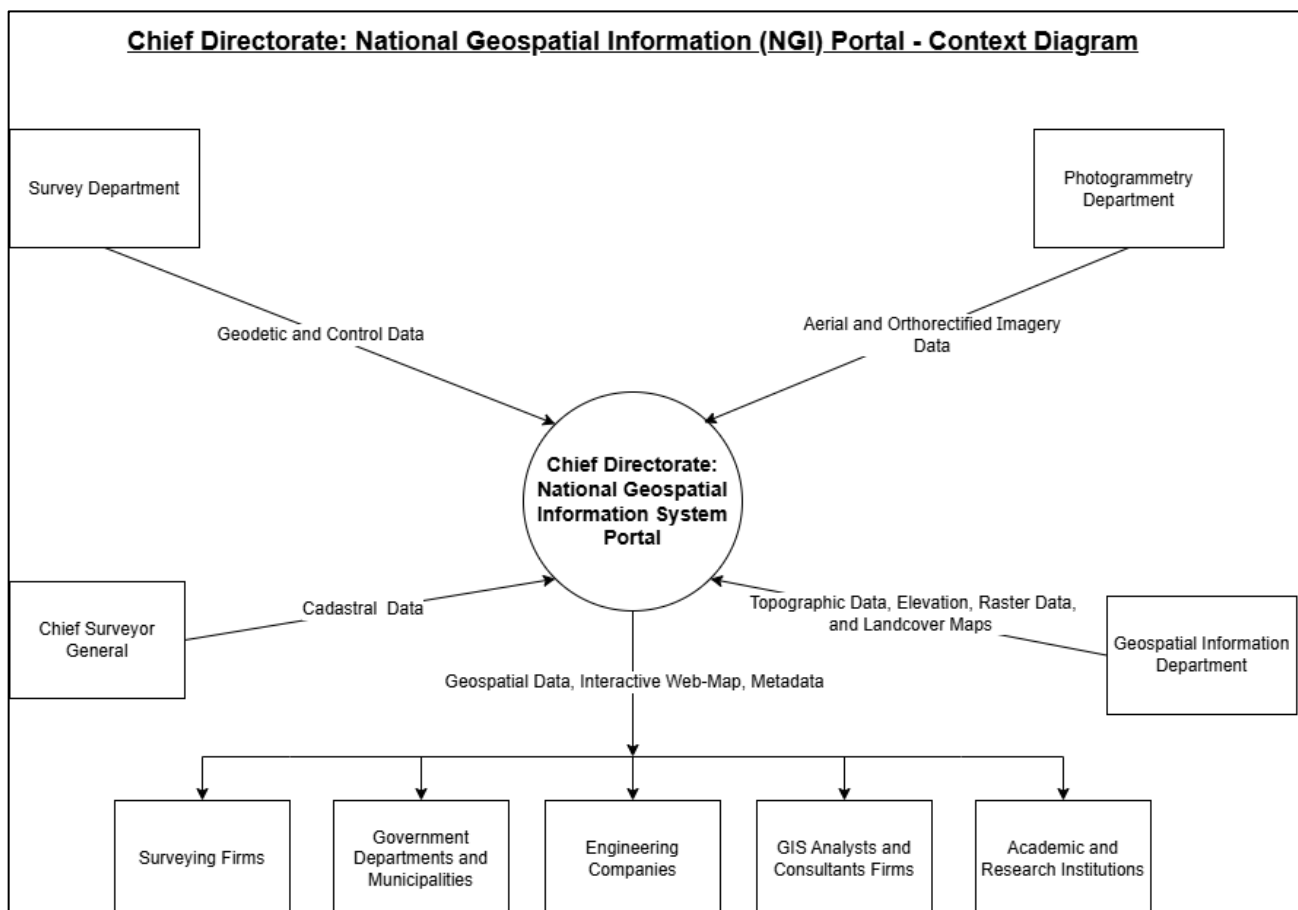 Chief Directorate: National Geospatial Information (NGI) Portal - Context Diagram
Survey Department
Photogrammetry
Department
Geodetic and Control Data
Aerial and Orthorectified Imagery
Data
Chief Directorate:
National Geospatial
Information System
Portal
Chief Surveyor
General
Cadastral Data
Topographic Data, Elevation, Raster Data,
and Landcover Maps
Geospatial Information
Department
Geospatial Data, Interactive Web-Map, Metadata
Surveying Firms
Government
Departments and
Municipalities
Engineering
Companies
GIS Analysts and
Consultants Firms
Academic and
Research Institutions